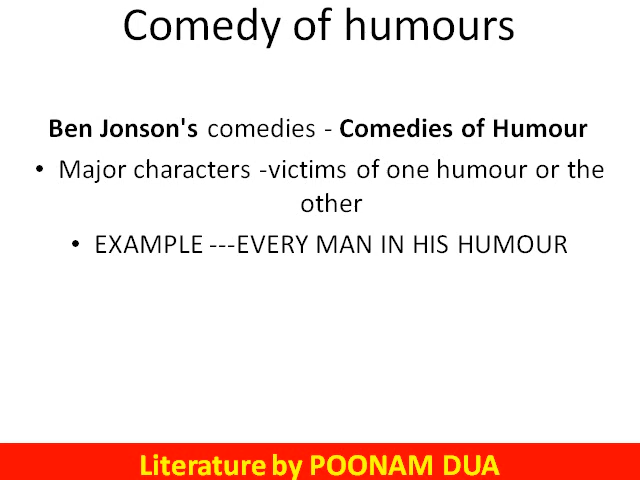 Comedy of humours
Ben Jonson's comedies - Comedies of Humour
• Major characters -victims of one humour or the
other
• EXAMPLE ---EVERY MAN IN HIS HUMOUR
Literature by POONAM DUA